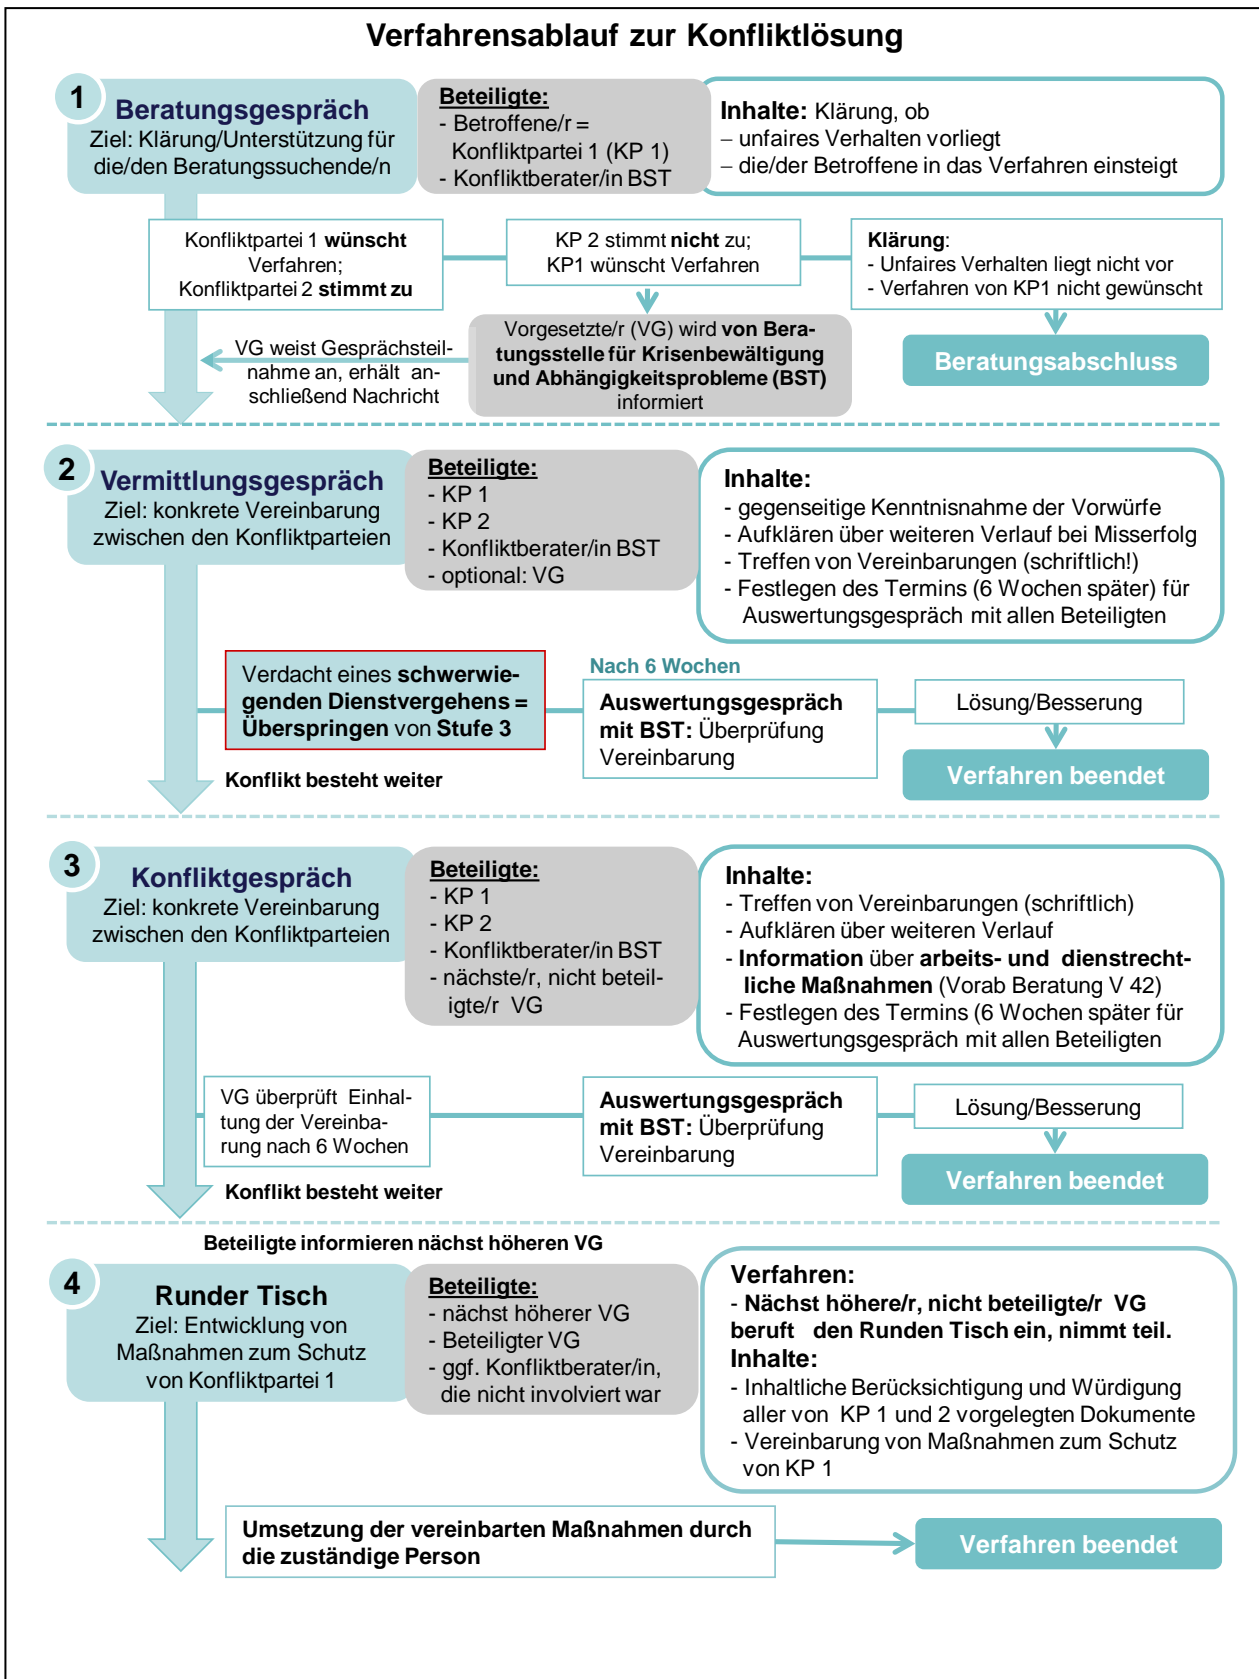 Verfahrensablauf zur Konfliktlösung
1
Beratungsgespräch
Ziel: Klärung/Unterstützung für
die/den Beratungssuchende/n
Beteiligte:
- Betroffene/r =
Konfliktpartei 1 (KP 1)
- Konfliktberater/in BST
Inhalte: Klärung, ob
– unfaires Verhalten vorliegt
– die/der Betroffene in das Verfahren einsteigt
Konfliktpartei 1 wünscht
Verfahren;
Konfliktpartei 2 stimmt zu
KP 2 stimmt nicht zu;
KP1 wünscht Verfahren
Klärung:
- Unfaires Verhalten liegt nicht vor
- Verfahren von KP1 nicht gewünscht
VG weist Gesprächsteil-
nahme an, erhält an-
schließend Nachricht
Vorgesetzte/r (VG) wird von Bera-
tungsstelle für Krisenbewältigung
und Abhängigkeitsprobleme (BST)
informiert
Beratungsabschluss
2
Vermittlungsgespräch
Ziel: konkrete Vereinbarung
zwischen den Konfliktparteien
Beteiligte:
- KP 1
- KP 2
- Konfliktberater/in BST
- optional: VG
Inhalte:
- gegenseitige Kenntnisnahme der Vorwürfe
- Aufklären über weiteren Verlauf bei Misserfolg
- Treffen von Vereinbarungen (schriftlich!)
- Festlegen des Termins (6 Wochen später) für
Auswertungsgespräch mit allen Beteiligten
Verdacht eines schwerwie-
genden Dienstvergehens =
Überspringen von Stufe 3
Nach 6 Wochen
Auswertungsgespräch
mit BST: Überprüfung
Vereinbarung
Lösung/Besserung
Verfahren beendet
Konflikt besteht weiter
3
Konfliktgespräch
Ziel: konkrete Vereinbarung
zwischen den Konfliktparteien
Beteiligte:
- KP 1
- KP 2
- Konfliktberater/in BST
- nächste/r, nicht beteil-
igte/r VG
Inhalte:
- Treffen von Vereinbarungen (schriftlich)
- Aufklären über weiteren Verlauf
- Information über arbeits- und dienstrecht-
liche Maßnahmen (Vorab Beratung V 42)
- Festlegen des Termins (6 Wochen später für
Auswertungsgespräch mit allen Beteiligten
VG überprüft Einhal-
tung der Vereinba-
rung nach 6 Wochen
Auswertungsgespräch
mit BST: Überprüfung
Vereinbarung
Lösung/Besserung
Verfahren beendet
Konflikt besteht weiter
Beteiligte informieren nächst höheren VG
4
Runder Tisch
Ziel: Entwicklung von
Maßnahmen zum Schutz
von Konfliktpartei 1
Beteiligte:
- nächst höherer VG
- Beteiligter VG
- ggf. Konfliktberater/in,
die nicht involviert war
Verfahren:
- Nächst höhere/r, nicht beteiligte/r VG
beruft den Runden Tisch ein, nimmt teil.
Inhalte:
- Inhaltliche Berücksichtigung und Würdigung
aller von KP 1 und 2 vorgelegten Dokumente
- Vereinbarung von Maßnahmen zum Schutz
von KP 1
Umsetzung der vereinbarten Maßnahmen durch
die zuständige Person
Verfahren beendet